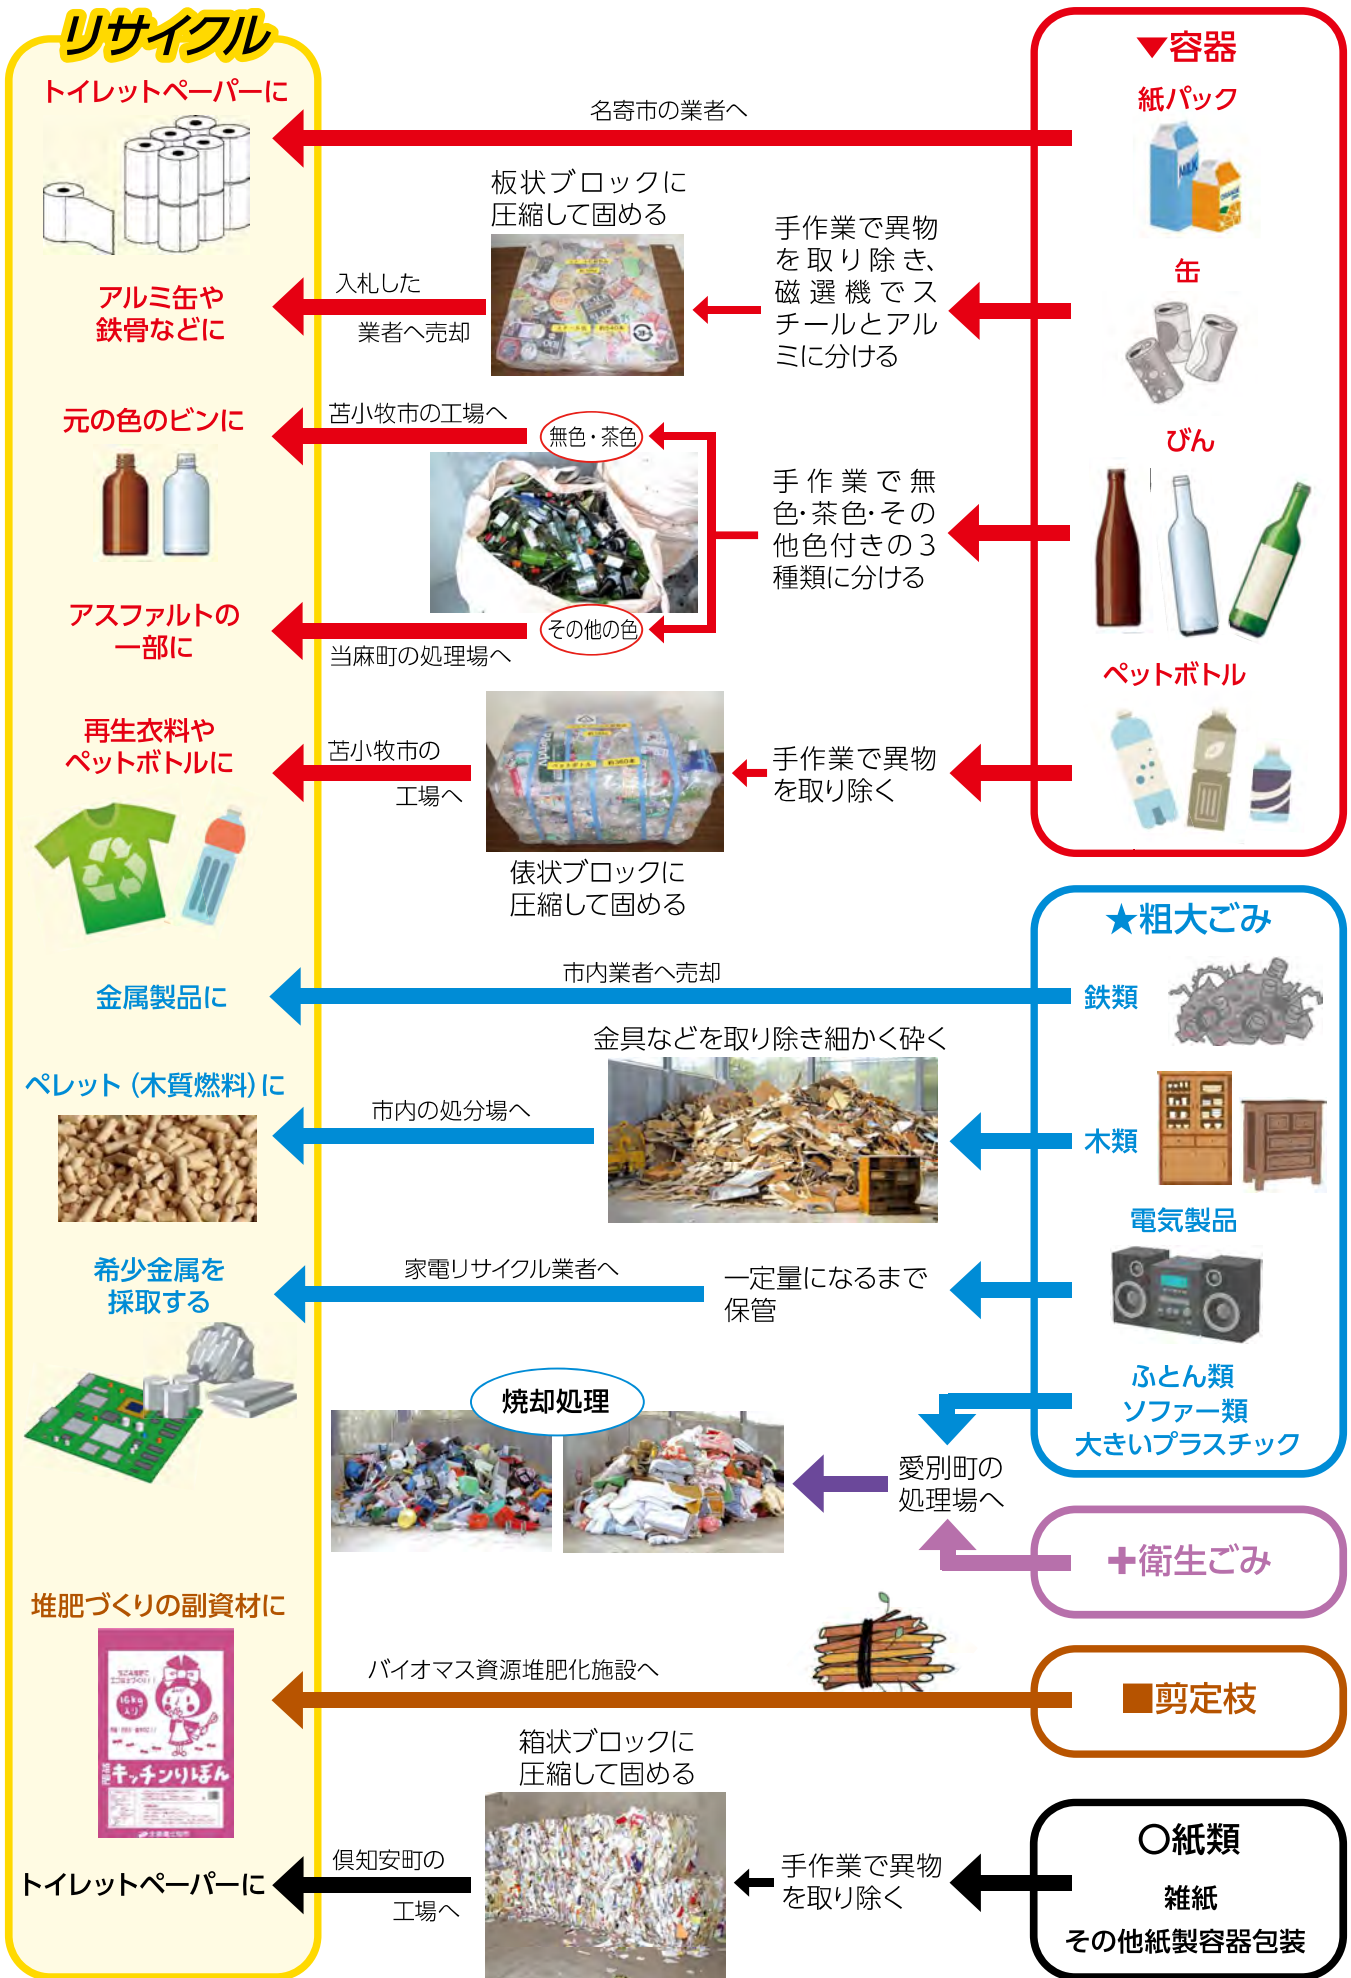 リサイクル
トイレットペーパーに
アルミ缶や
鉄骨などに
元の色のビンに
アスファルトの
一部に
再生衣料や
ペットボトルに
金属製品に
ペレット（木質燃料）に
希少金属を
採取する
堆肥づくりの副資材に
16kg
入り
キッチンりぼん
トイレットペーパーに
▼容器
紙パック
MILK
ORANGE
名寄市の業者へ
缶
手作業で異物
を取り除き、
磁選機でス
チールとアル
ミに分ける
板状ブロックに
圧縮して固める
入札した
業者へ売却
びん
手作業で無
色・茶色・その
他色付きの3
種類に分ける
無色・茶色
苫小牧市の工場へ
その他の色
当麻町の処理場へ
ペットボトル
手作業で異物
を取り除く
ペットボトル
約360本
俵状ブロックに
圧縮して固める
苫小牧市の
工場へ
★粗大ごみ
鉄類
市内業者へ売却
木類
金具などを取り除き細かく砕く
市内の処分場へ
電気製品
一定量になるまで
保管
家電リサイクル業者へ
ふとん類
ソファー類
大きいプラスチック
愛別町の
処理場へ
焼却処理
✚衛生ごみ
■剪定枝
バイオマス資源堆肥化施設へ
〇紙類
雑紙
その他紙製容器包装
手作業で異物
を取り除く
箱状ブロックに
圧縮して固める
倶知安町の
工場へ